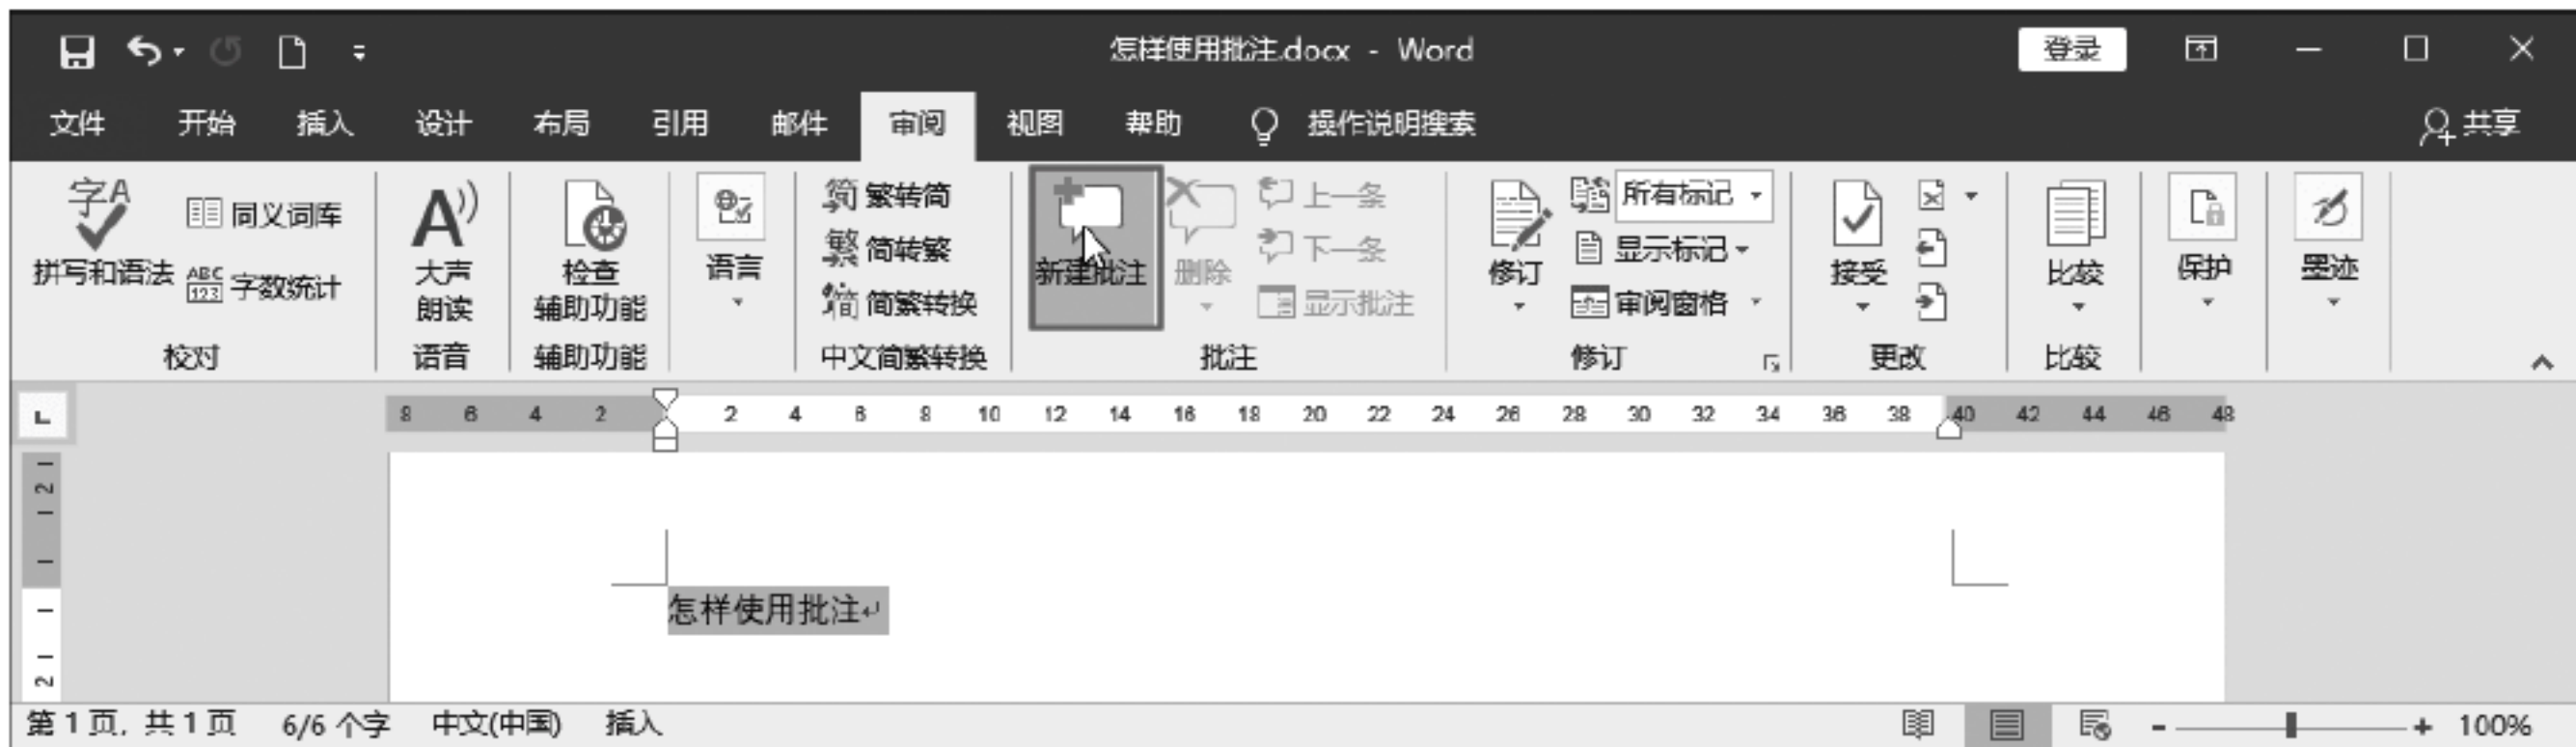 怎样使用批注.docx - Word 登录
文件 开始 插入 设计 布局 引用 邮件 审阅 视图 帮助 操作说明搜索 共享
字A 拼写和语法
同义词库
ABC 123 字数统计
校对
A 大声朗读
语音
检查辅助功能
辅助功能
语言
简 繁转简
繁 简转繁
简繁转换
中文简繁转换
新建批注
删除
上一条
下一条
显示批注
批注
修订
所有标记
显示标记
审阅窗格
修订
接受
更改
比较
比较
保护
墨迹
L 8 6 4 2 2 4 6 8 10 12 14 16 18 20 22 24 26 28 30 32 34 36 38 40 42 44 46 48
2
怎样使用批注↵
2
第 1 页, 共 1 页 6/6 个字 中文(中国) 插入 - + 100%